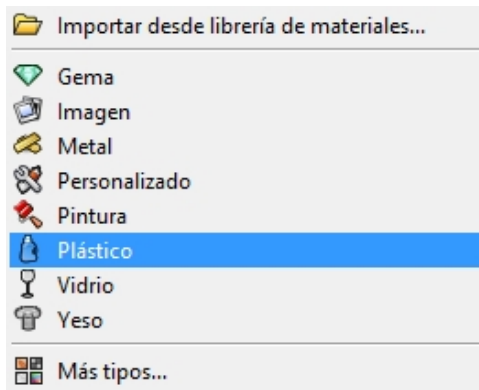 Importar desde librería de materiales...
Gema
Imagen
Metal
Personalizado
Pintura
Plástico
Vidrio
Yeso
Más tipos...